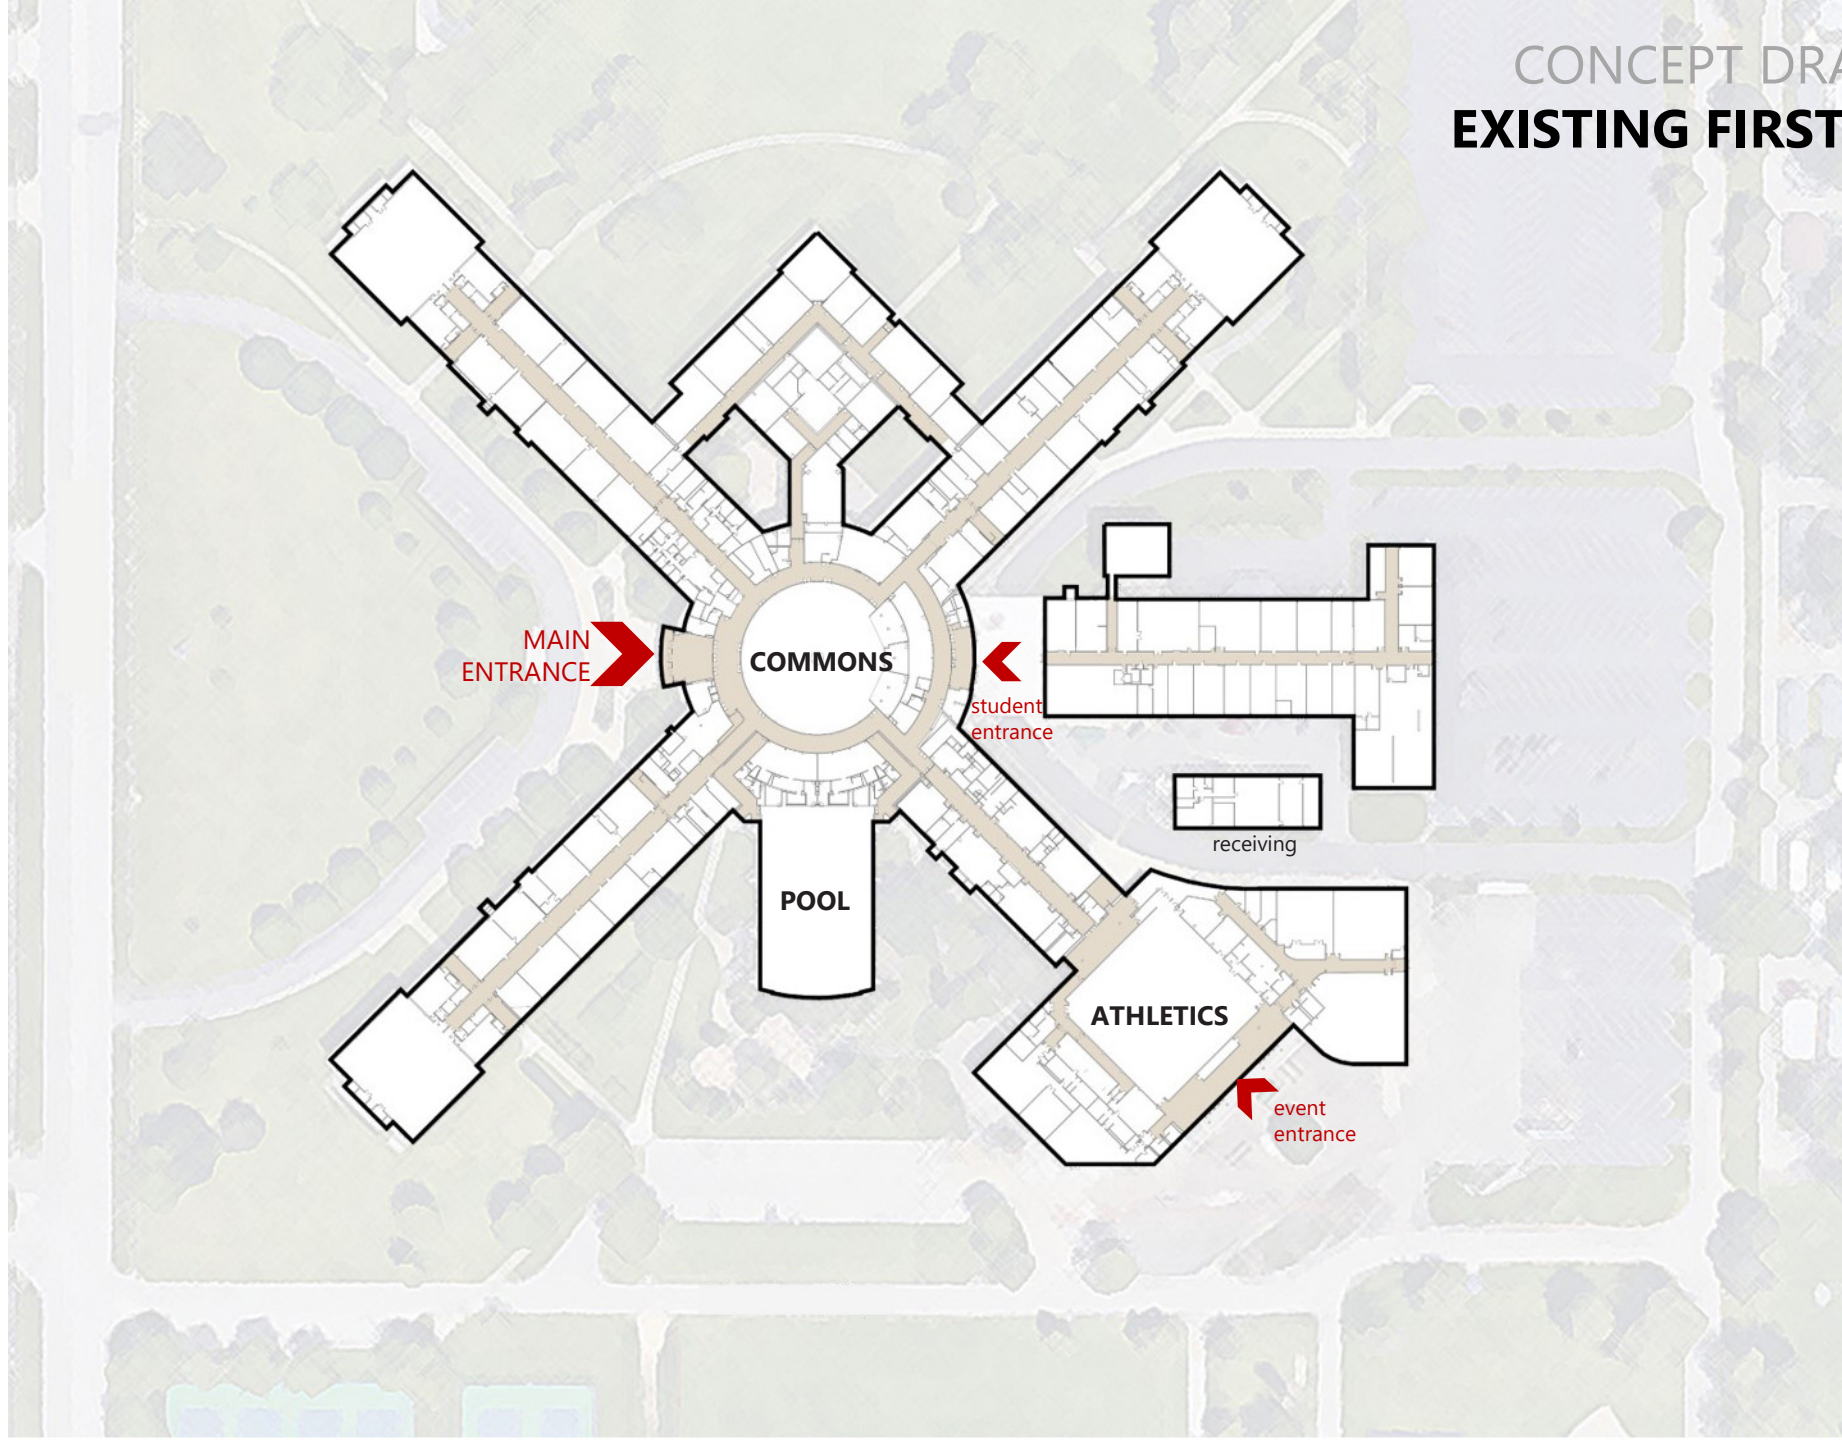 CONCEPT DRA
EXISTING FIRST
MAIN
ENTRANCE
COMMONS
student
entrance
receiving
POOL
ATHLETICS
event
entrance